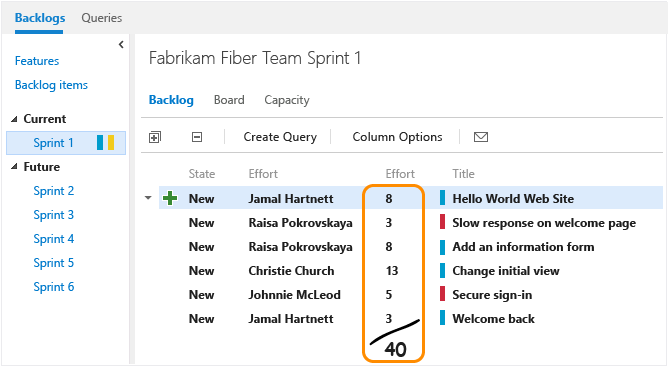 Backlogs Queries
Features
Backlog items
Current
Sprint 1
Future
Sprint 2
Sprint 3
Sprint 4
Sprint 5
Sprint 6
Fabrikam Fiber Team Sprint 1
Backlog Board Capacity
Create Query Column Options
State Effort Effort Title
New Jamal Hartnett 8 Hello World Web Site
New Raisa Pokrovskaya 3 Slow response on welcome page
New Raisa Pokrovskaya 8 Add an information form
New Christie Church 13 Change initial view
New Johnnie McLeod 5 Secure sign-in
New Jamal Hartnett 3 Welcome back
40